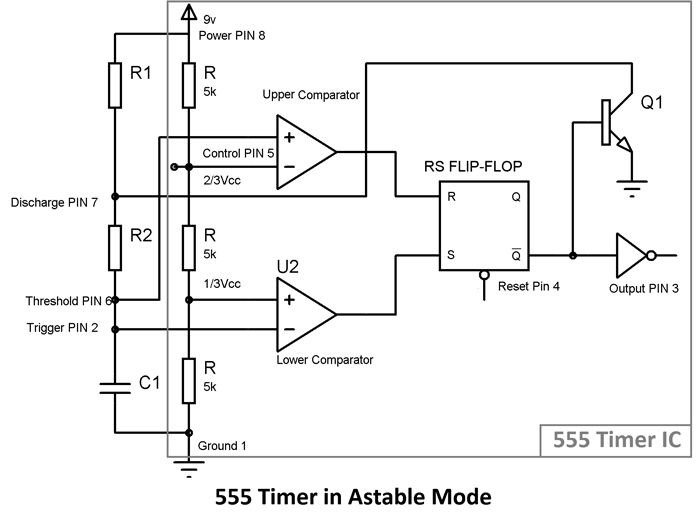 9v
Power PIN 8
R1
R
5k
Upper Comparator
Q1
+
Control PIN 5
−
2/3Vcc
RS FLIP-FLOP
R Q
Discharge PIN 7
R2
R
5k
S Q̅
U2
1/3Vcc
+
Reset Pin 4
Output PIN 3
Threshold PIN 6
Trigger PIN 2
−
Lower Comparator
R
5k
C1
Ground 1
555 Timer IC
555 Timer in Astable Mode